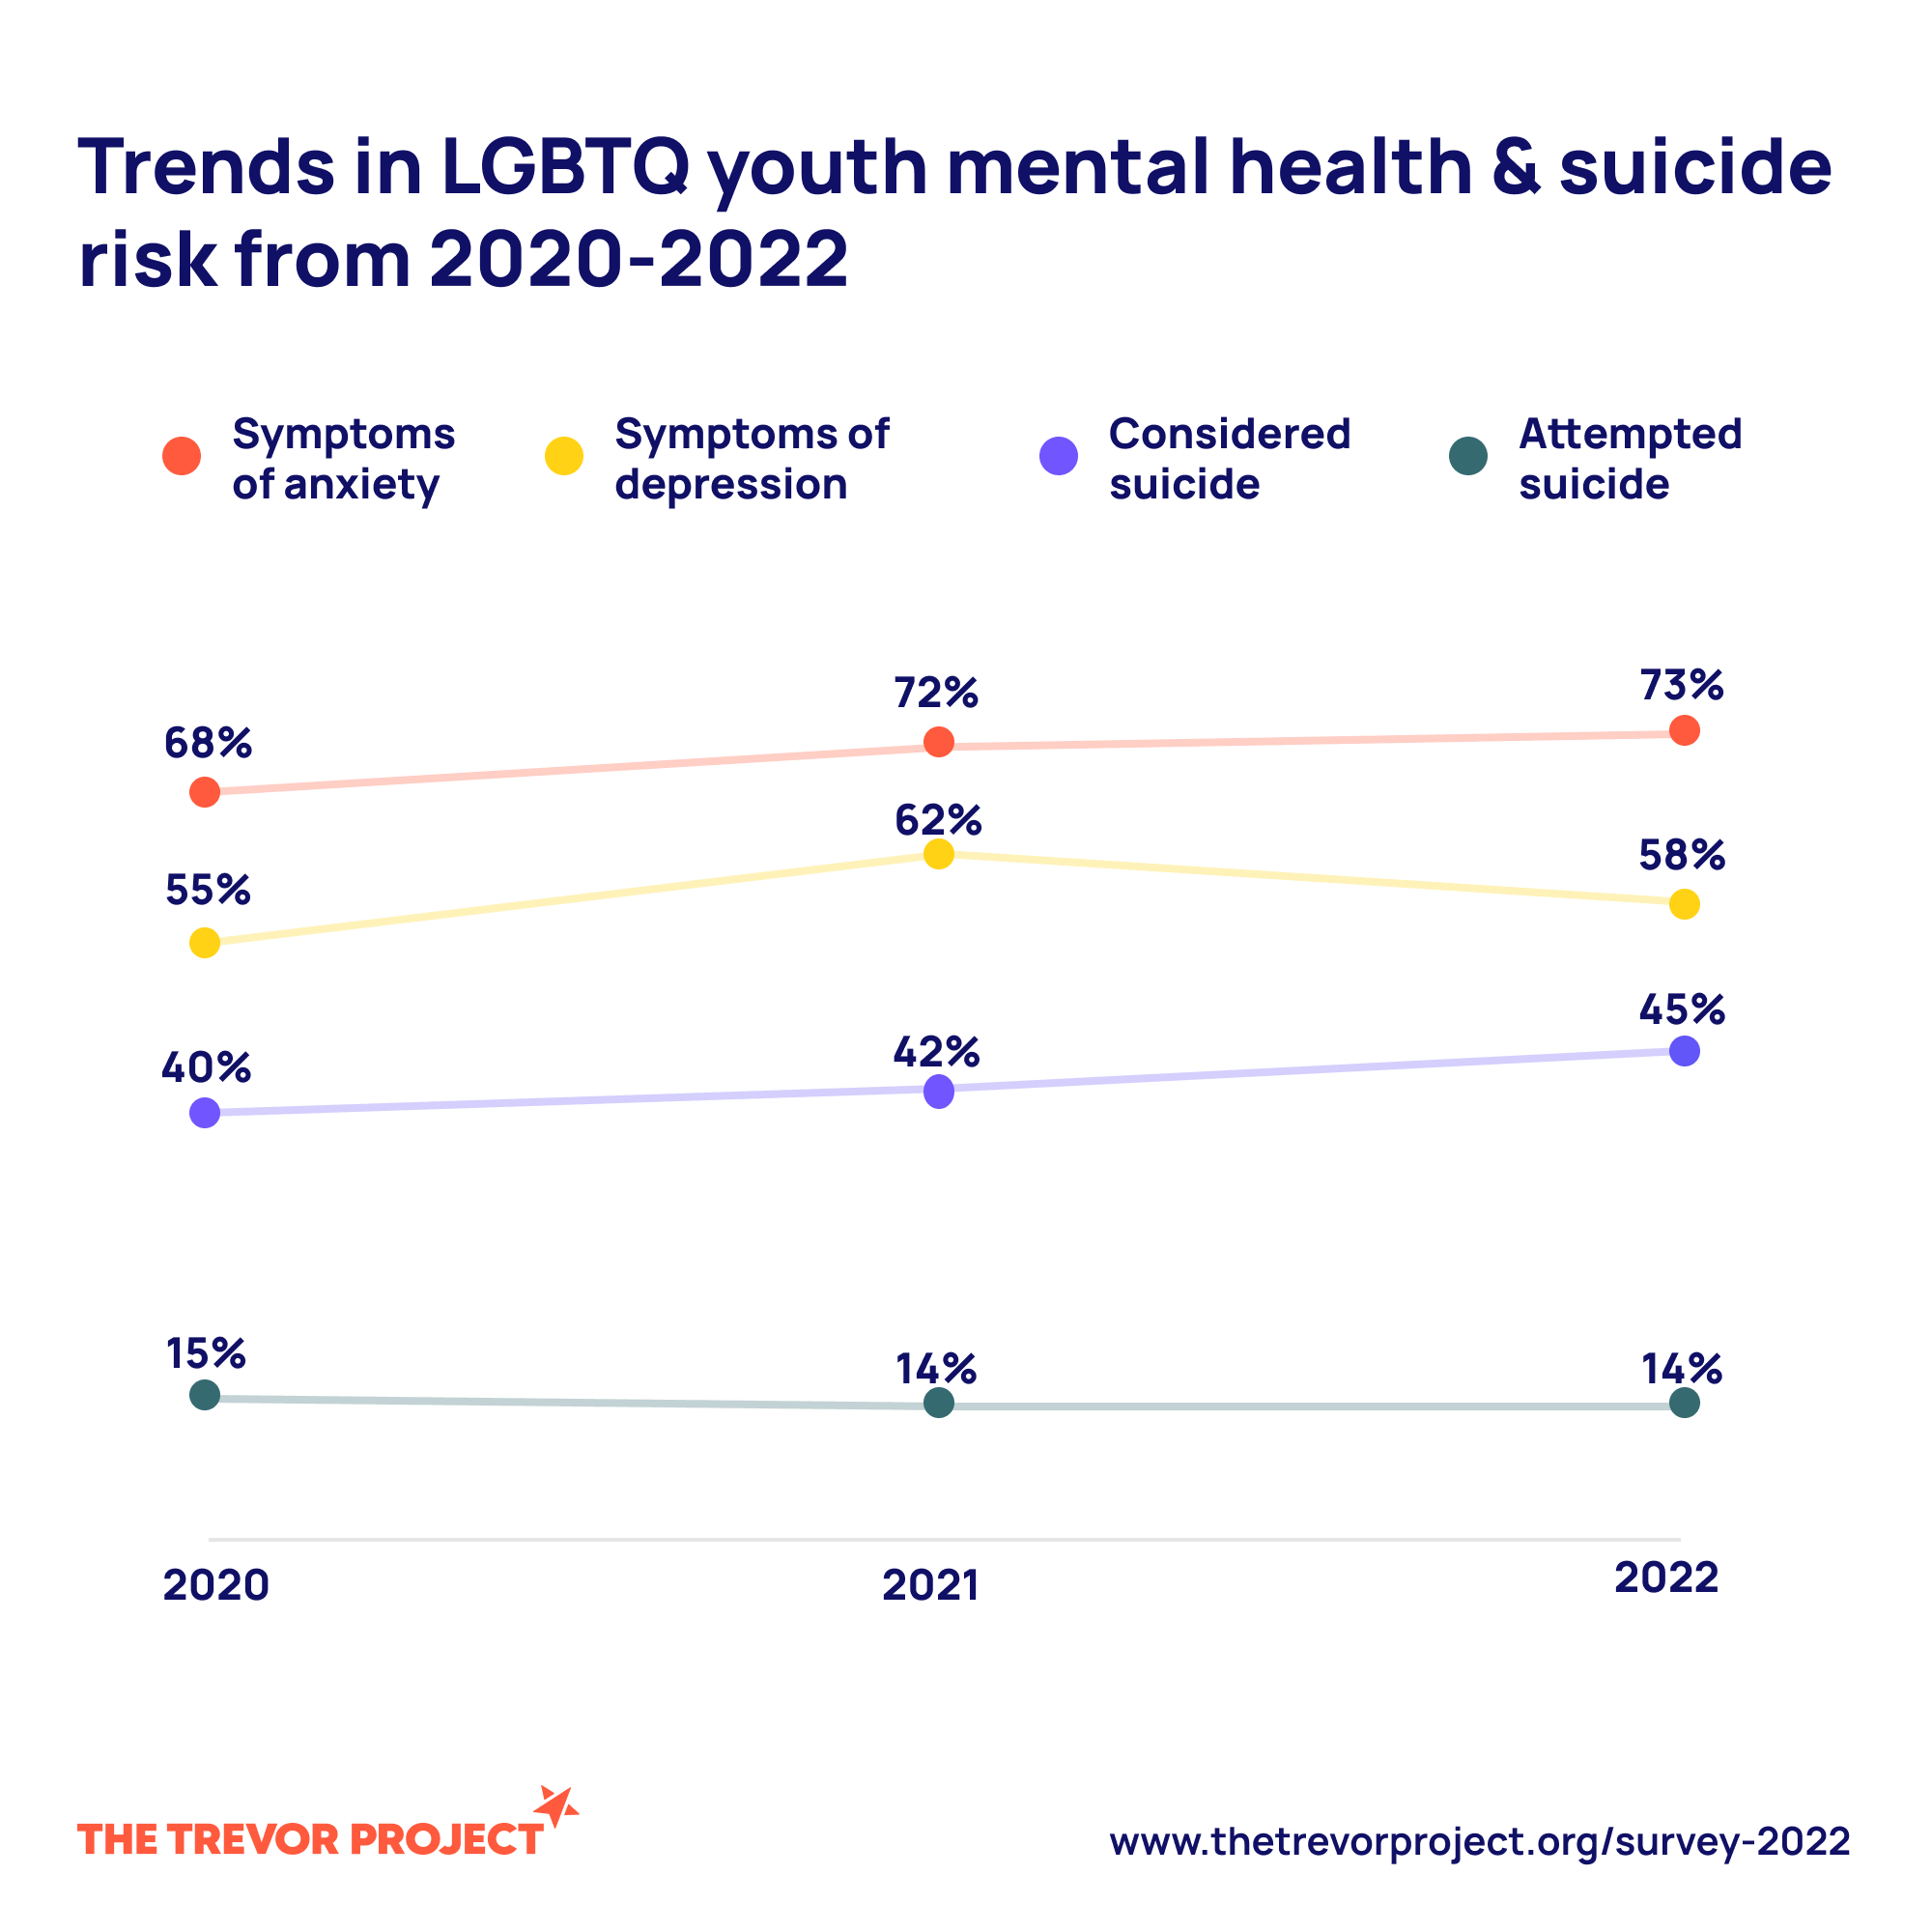 Trends in LGBTQ youth mental health & suicide
risk from 2020-2022
Symptoms
of anxiety
Symptoms of
depression
Considered
suicide
Attempted
suicide
68%
72%
73%
55%
62%
58%
40%
42%
45%
15%
14%
14%
2020
2021
2022
THE TREVOR PROJECT
www.thetrevorproject.org/survey-2022